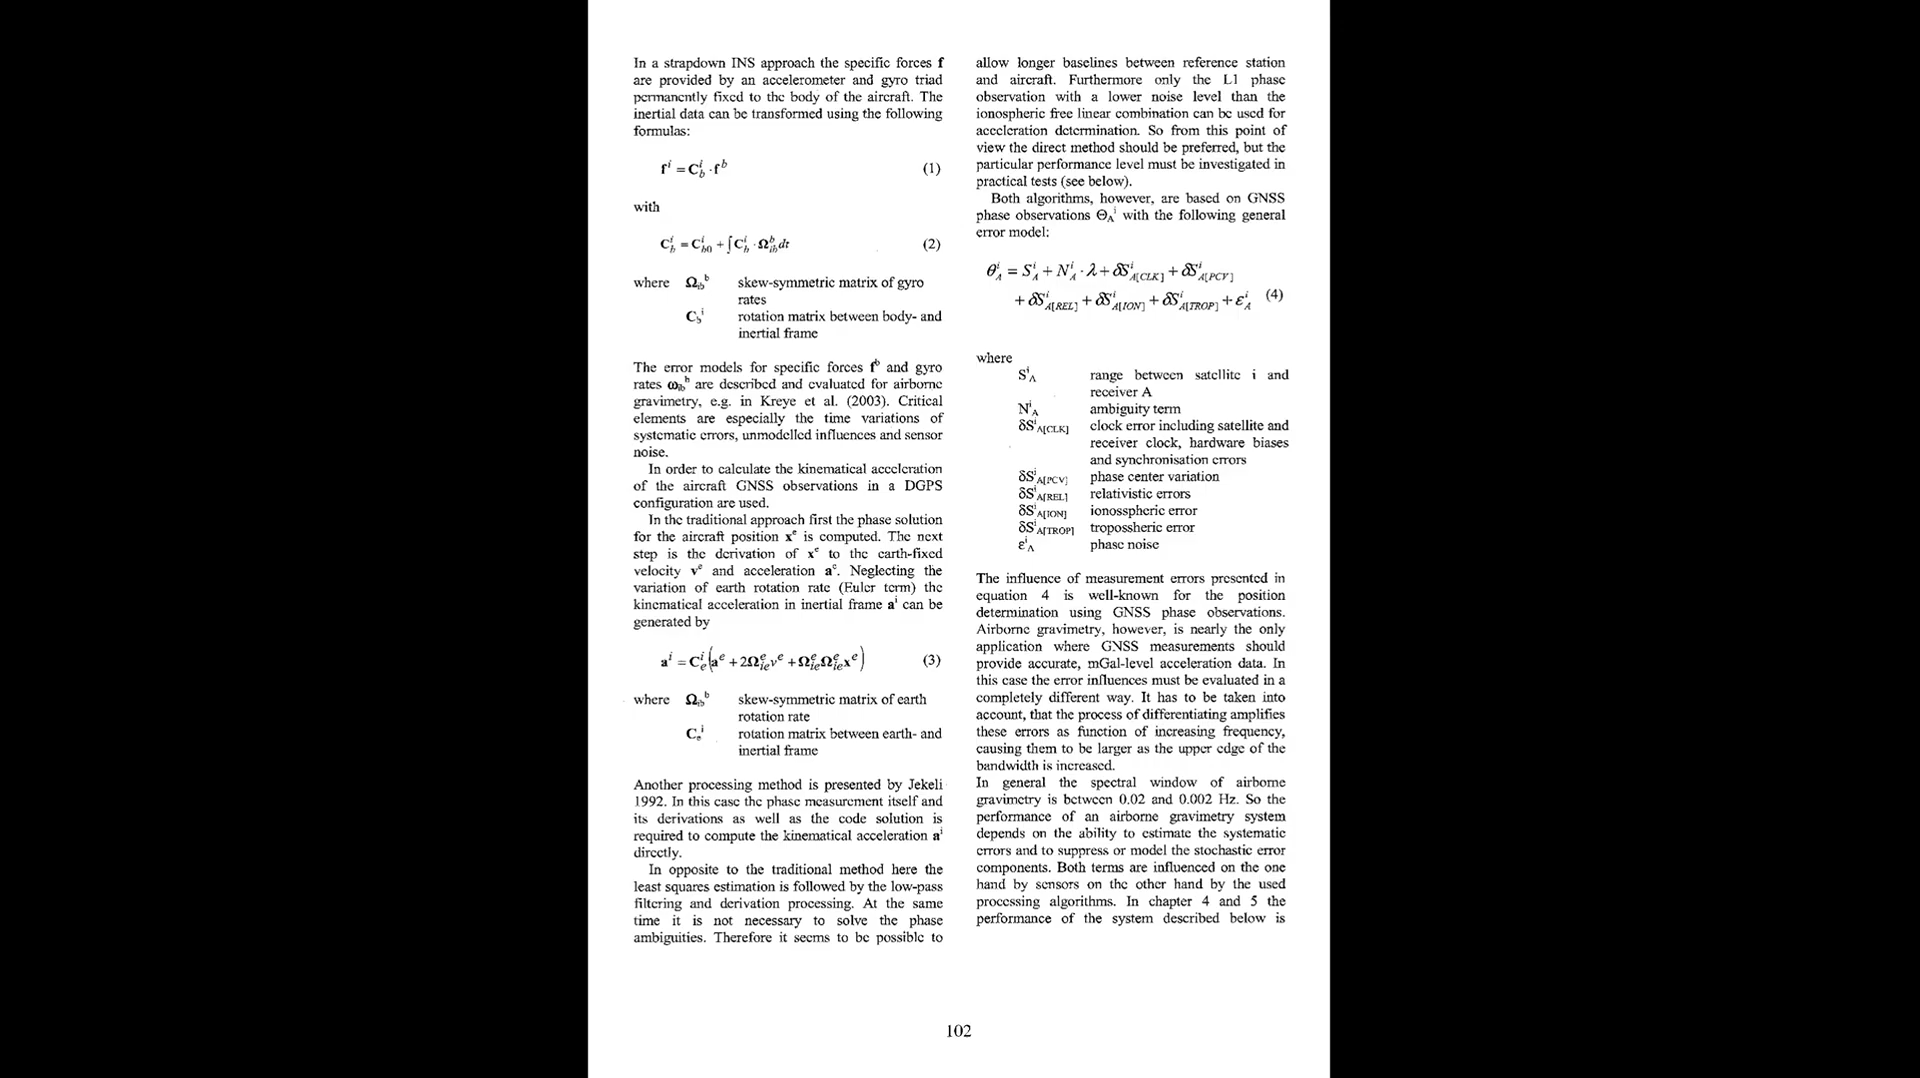 In a strapdown INS approach the specific forces f
are provided by an accelerometer and gyro triad
permanently fixed to the body of the aircraft. The
inertial data can be transformed using the following
formulas:
f^i = C_b^i · f^b (1)
with
C_b^i = C_b0^i + ∫ C_b^i · Ω_ib^b dt (2)
where Ω_ib^b skew-symmetric matrix of gyro
rates
C_b^i rotation matrix between body- and
inertial frame
The error models for specific forces f^b and gyro
rates ω_ib^b are described and evaluated for airborne
gravimetry, e.g. in Kreye et al. (2003). Critical
elements are especially the time variations of
systematic errors, unmodelled influences and sensor
noise.
In order to calculate the kinematical acceleration
of the aircraft GNSS observations in a DGPS
configuration are used.
In the traditional approach first the phase solution
for the aircraft position x^e is computed. The next
step is the derivation of x^e to the earth-fixed
velocity v^e and acceleration a^e. Neglecting the
variation of earth rotation rate (Euler term) the
kinematical acceleration in inertial frame a^i can be
generated by
a^i = C_e^i (a^e + 2Ω_ie^e v^e + Ω_ie^e Ω_ie^e x^e) (3)
where Ω_ib^b skew-symmetric matrix of earth
rotation rate
C_e^i rotation matrix between earth- and
inertial frame
Another processing method is presented by Jekeli
1992. In this case the phase measurement itself and
its derivations as well as the code solution is
required to compute the kinematical acceleration a^i
directly.
In opposite to the traditional method here the
least squares estimation is followed by the low-pass
filtering and derivation processing. At the same
time it is not necessary to solve the phase
ambiguities. Therefore it seems to be possible to
allow longer baselines between reference station
and aircraft. Furthermore only the L1 phase
observation with a lower noise level than the
ionospheric free linear combination can be used for
acceleration determination. So from this point of
view the direct method should be preferred, but the
particular performance level must be investigated in
practical tests (see below).
Both algorithms, however, are based on GNSS
phase observations Θ_A^i with the following general
error model:
θ_A^i = S_A^i + N_A^i · λ + δS_A[CLK]^i + δS_A[PCV]^i
+ δS_A[REL]^i + δS_A[ION]^i + δS_A[TROP]^i + ε_A^i (4)
where
S^i_A range between satellite i and
receiver A
N^i_A ambiguity term
δS^i_A[CLK] clock error including satellite and
receiver clock, hardware biases
and synchronisation errors
δS^i_A[PCV] phase center variation
δS^i_A[REL] relativistic errors
δS^i_A[ION] ionosspheric error
δS^i_A[TROP] tropossheric error
ε^i_A phase noise
The influence of measurement errors presented in
equation 4 is well-known for the position
determination using GNSS phase observations.
Airborne gravimetry, however, is nearly the only
application where GNSS measurements should
provide accurate, mGal-level acceleration data. In
this case the error influences must be evaluated in a
completely different way. It has to be taken into
account, that the process of differentiating amplifies
these errors as function of increasing frequency,
causing them to be larger as the upper edge of the
bandwidth is increased.
In general the spectral window of airborne
gravimetry is between 0.02 and 0.002 Hz. So the
performance of an airborne gravimetry system
depends on the ability to estimate the systematic
errors and to suppress or model the stochastic error
components. Both terms are influenced on the one
hand by sensors on the other hand by the used
processing algorithms. In chapter 4 and 5 the
performance of the system described below is
102